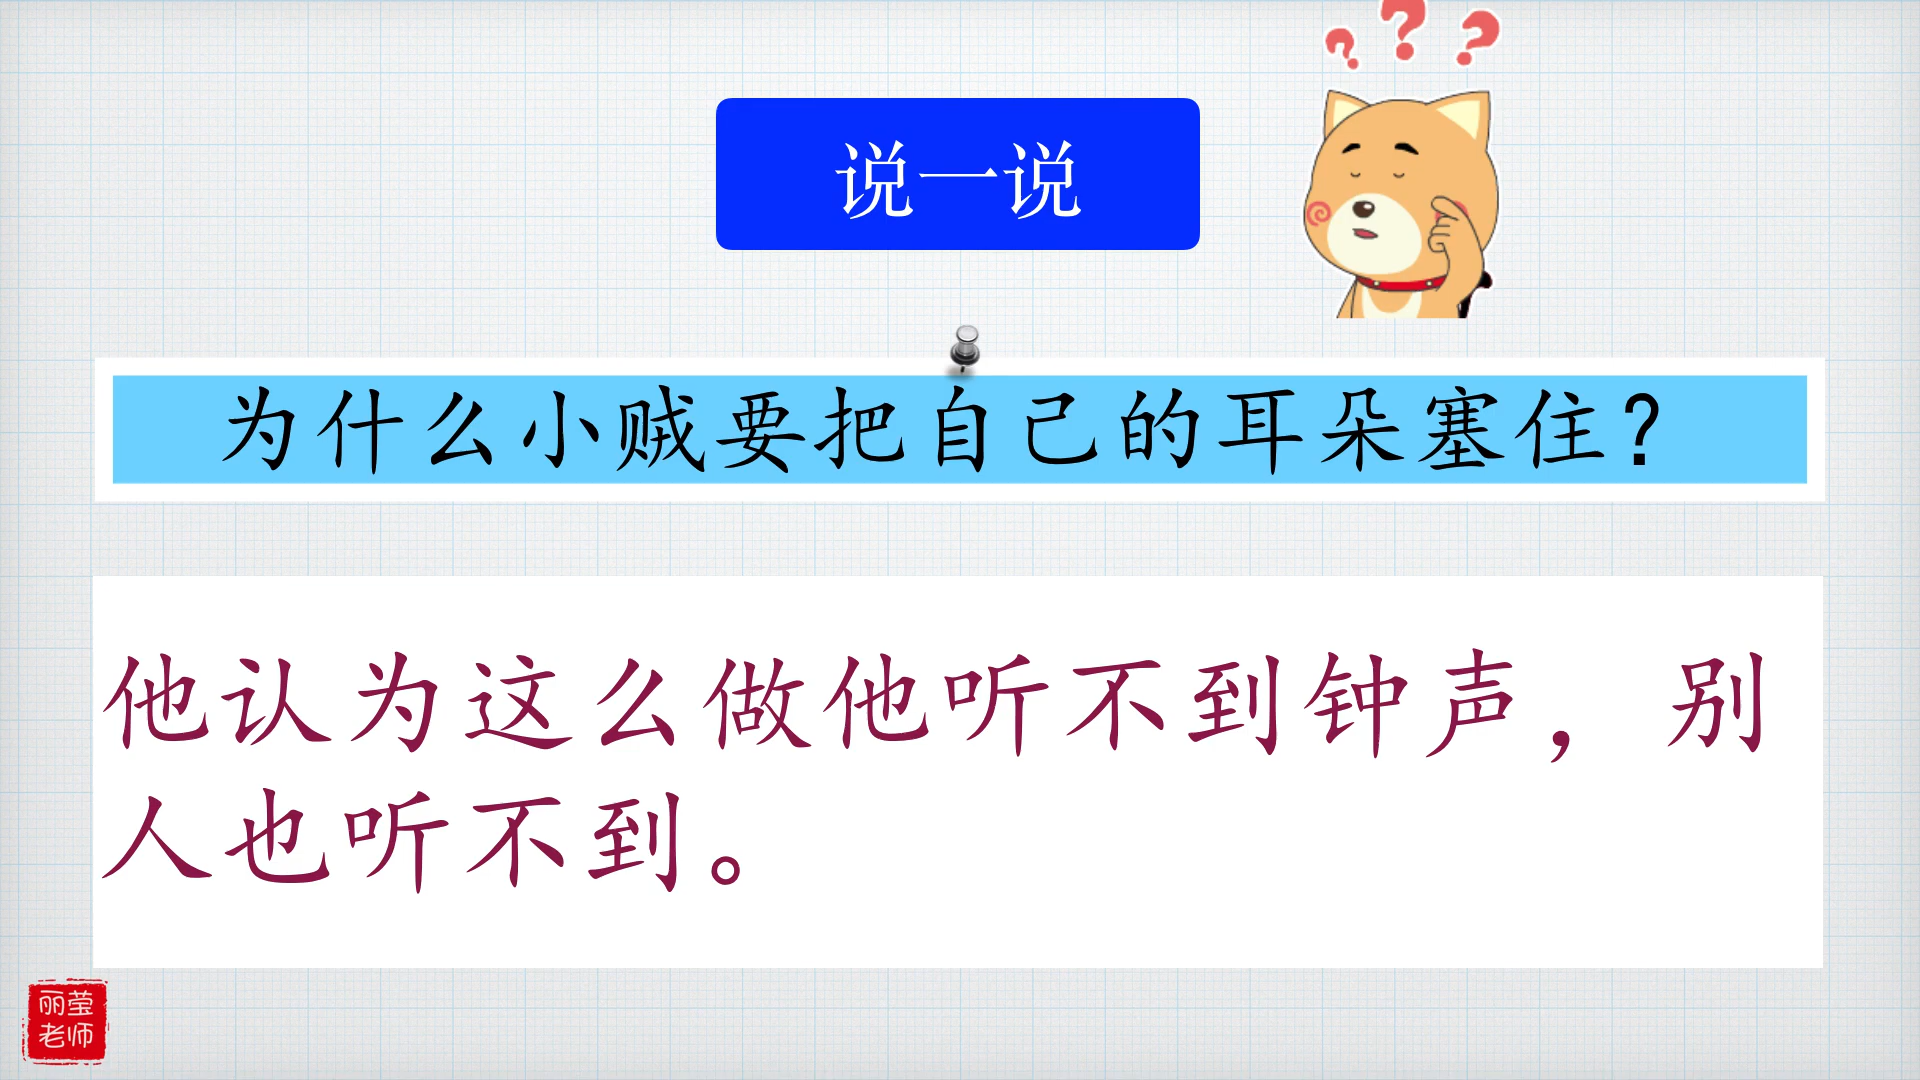 ? ? ?
说一说
为什么小贼要把自己的耳朵塞住?
他认为这么做他听不到钟声，别
人也听不到。
丽莹
老师